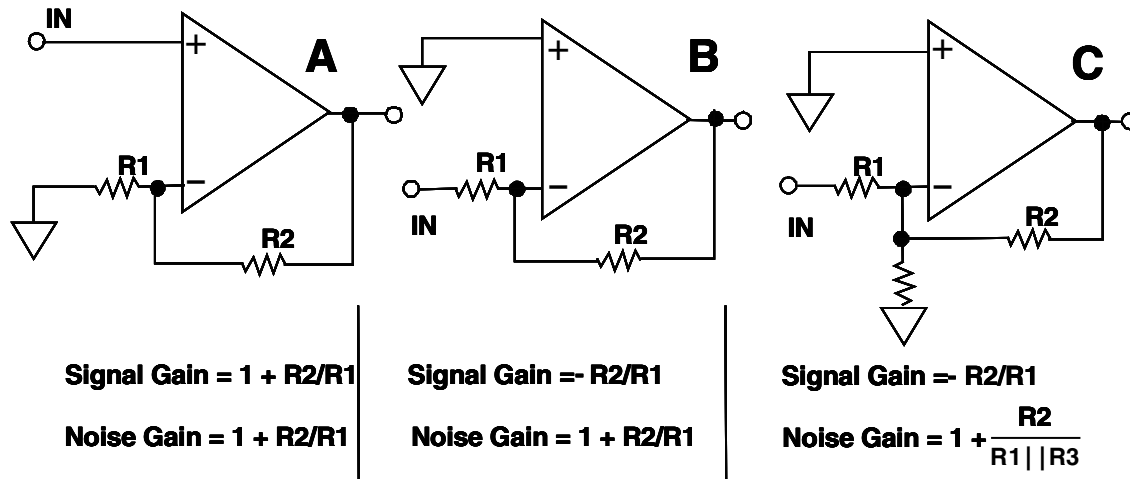 IN
+
A
R1
−
R2
Signal Gain = 1 + R2/R1
Noise Gain = 1 + R2/R1
+
B
R1
−
IN
R2
Signal Gain =- R2/R1
Noise Gain = 1 + R2/R1
+
C
R1
−
IN
R2
Signal Gain =- R2/R1
Noise Gain = 1 + R2
R1||R3